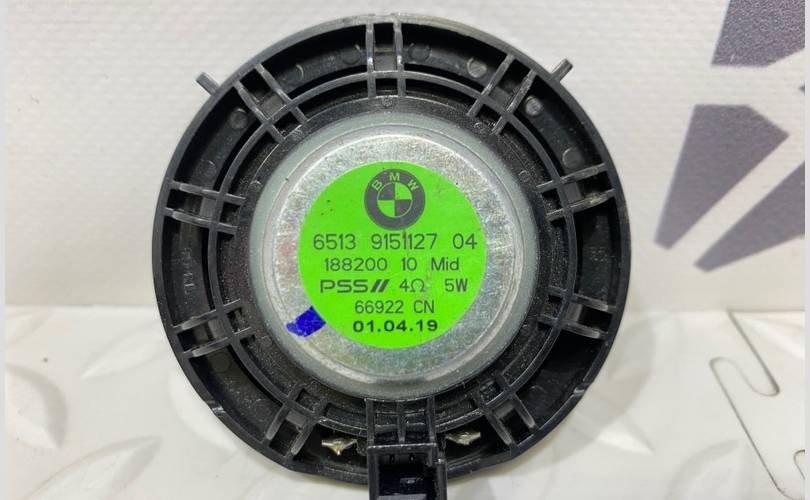 BMW
6513 9151127 04
188200 10 Mid
PSS// 4Ω 5W
66922 CN
01.04.19